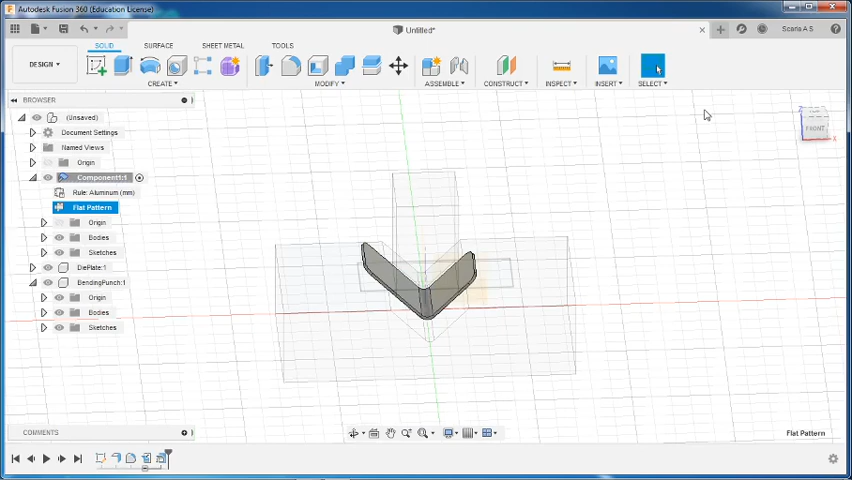 Autodesk Fusion 360 (Education License)
Untitled*
Scaria A S
SOLID SURFACE SHEET METAL TOOLS
DESIGN
CREATE MODIFY ASSEMBLE CONSTRUCT INSPECT INSERT SELECT
BROWSER
(Unsaved)
Document Settings
Named Views
Origin
Component1:1
Rule: Aluminum (mm)
Flat Pattern
Origin
Bodies
Sketches
DiePlate:1
BendingPunch:1
Origin
Bodies
Sketches
FRONT
Z
X
COMMENTS
Flat Pattern